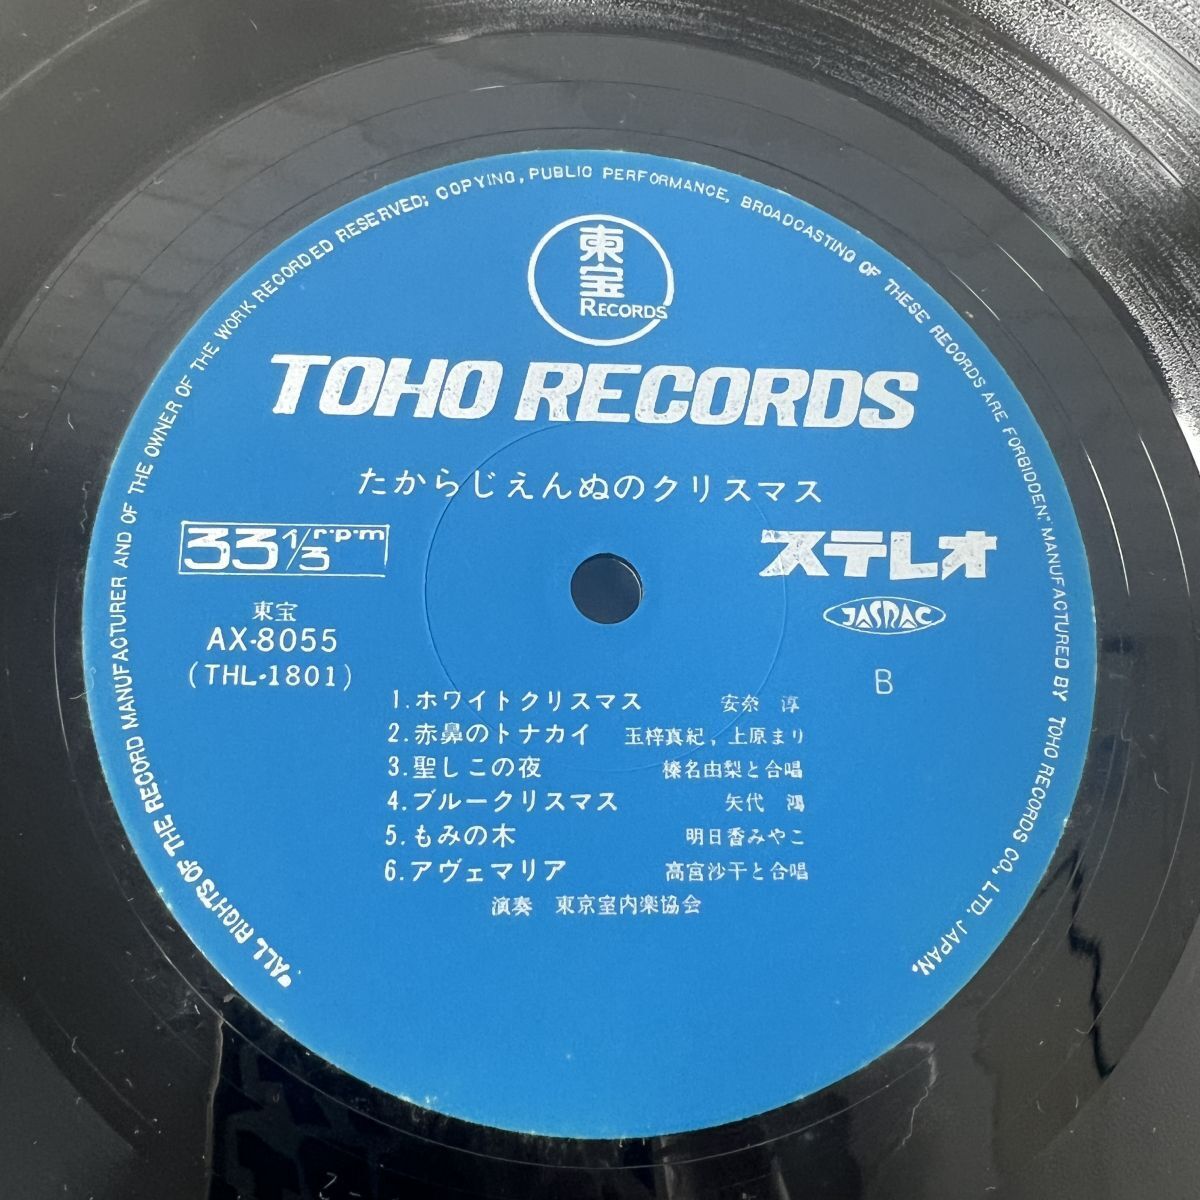 "ALL RIGHTS OF THE RECORD MANUFACTURER AND OF THE OWNER OF THE WORK RECORDED RESERVED; COPYING, PUBLIC PERFORMANCE, BROADCASTING OF THESE RECORDS ARE FORBIDDEN." MANUFACTURED BY TOHO RECORDS CO., LTD. JAPAN.
東宝
RECORDS
TOHO RECORDS
たからじえんぬのクリスマス
33 1/3 r·p·m
ステレオ
JASRAC
東宝
AX-8055
(THL-1801)
B
1.ホワイトクリスマス 安奈 淳
2.赤鼻のトナカイ 玉梓真紀，上原まり
3.聖しこの夜 榛名由梨と合唱
4.ブルークリスマス 矢代 鴻
5.もみの木 明日香みやこ
6.アヴェマリア 高宮沙千と合唱
演奏 東京室内楽協会